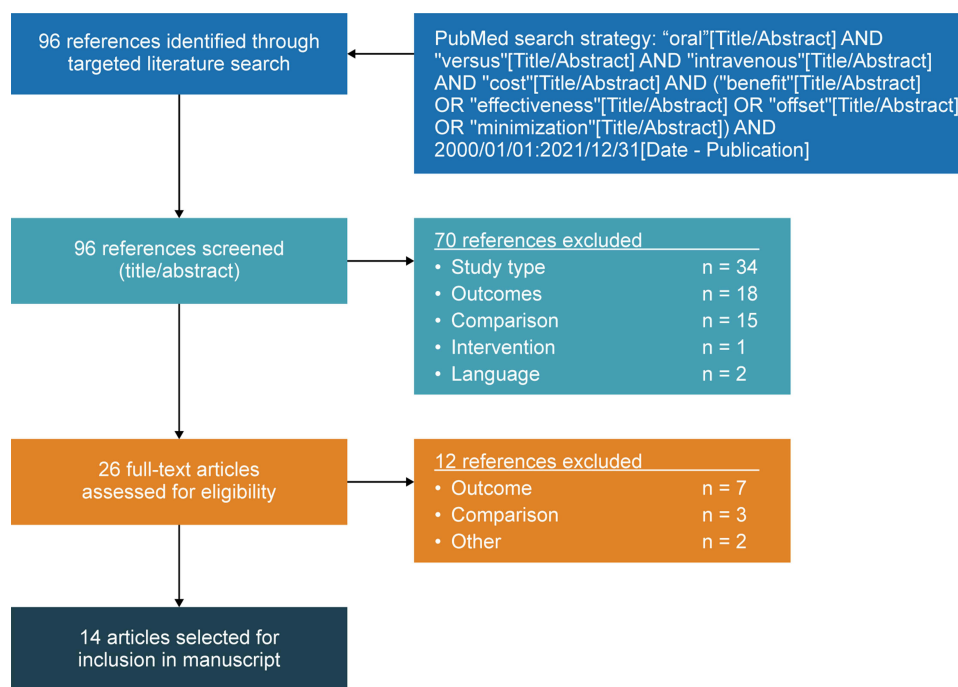 96 references identified through
targeted literature search
PubMed search strategy: “oral”[Title/Abstract] AND
"versus"[Title/Abstract] AND "intravenous"[Title/Abstract]
AND "cost"[Title/Abstract] AND ("benefit"[Title/Abstract]
OR "effectiveness"[Title/Abstract] OR "offset"[Title/Abstract]
OR "minimization"[Title/Abstract]) AND
2000/01/01:2021/12/31[Date - Publication]
96 references screened
(title/abstract)
70 references excluded
• Study type n = 34
• Outcomes n = 18
• Comparison n = 15
• Intervention n = 1
• Language n = 2
26 full-text articles
assessed for eligibility
12 references excluded
• Outcome n = 7
• Comparison n = 3
• Other n = 2
14 articles selected for
inclusion in manuscript